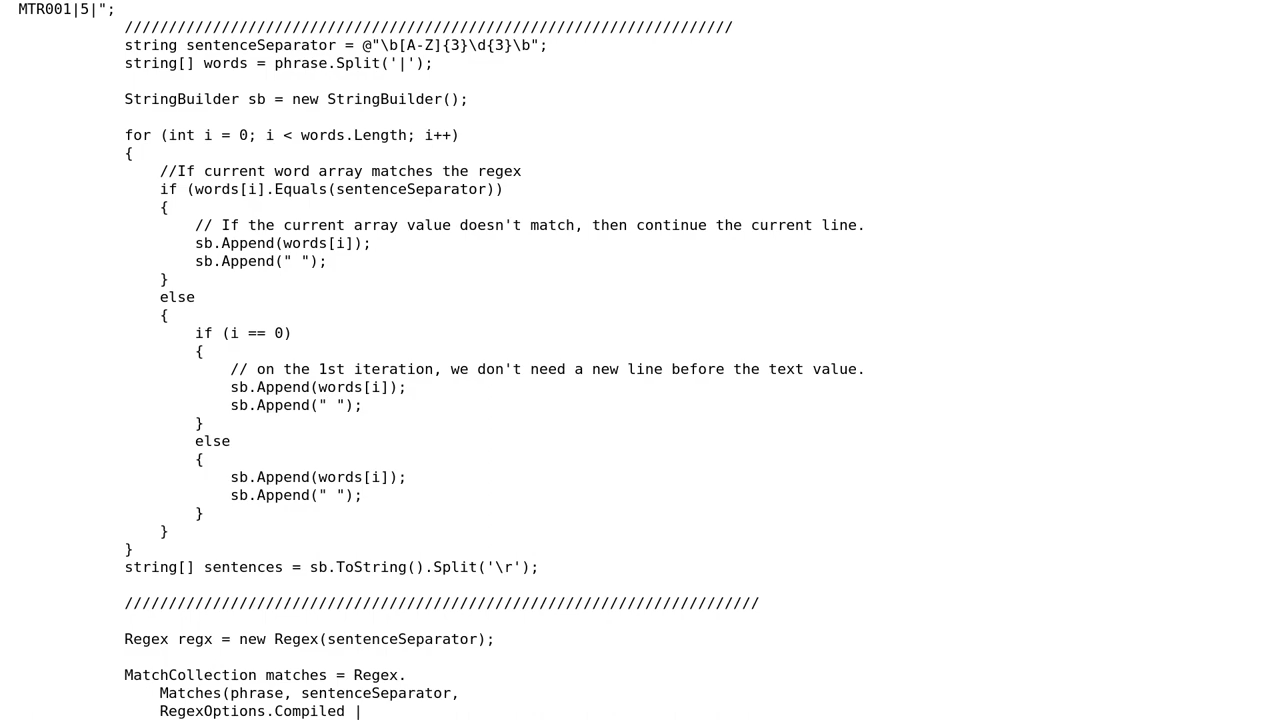 MTR001|5|";
/////////////////////////////////////////////////////////////////////
string sentenceSeparator = @"\b[A-Z]{3}\d{3}\b";
string[] words = phrase.Split('|');
StringBuilder sb = new StringBuilder();
for (int i = 0; i < words.Length; i++)
{
//If current word array matches the regex
if (words[i].Equals(sentenceSeparator))
{
// If the current array value doesn't match, then continue the current line.
sb.Append(words[i]);
sb.Append(" ");
}
else
{
if (i == 0)
{
// on the 1st iteration, we don't need a new line before the text value.
sb.Append(words[i]);
sb.Append(" ");
}
else
{
sb.Append(words[i]);
sb.Append(" ");
}
}
}
string[] sentences = sb.ToString().Split('\r');
////////////////////////////////////////////////////////////////////////
Regex regx = new Regex(sentenceSeparator);
MatchCollection matches = Regex.
Matches(phrase, sentenceSeparator,
RegexOptions.Compiled |